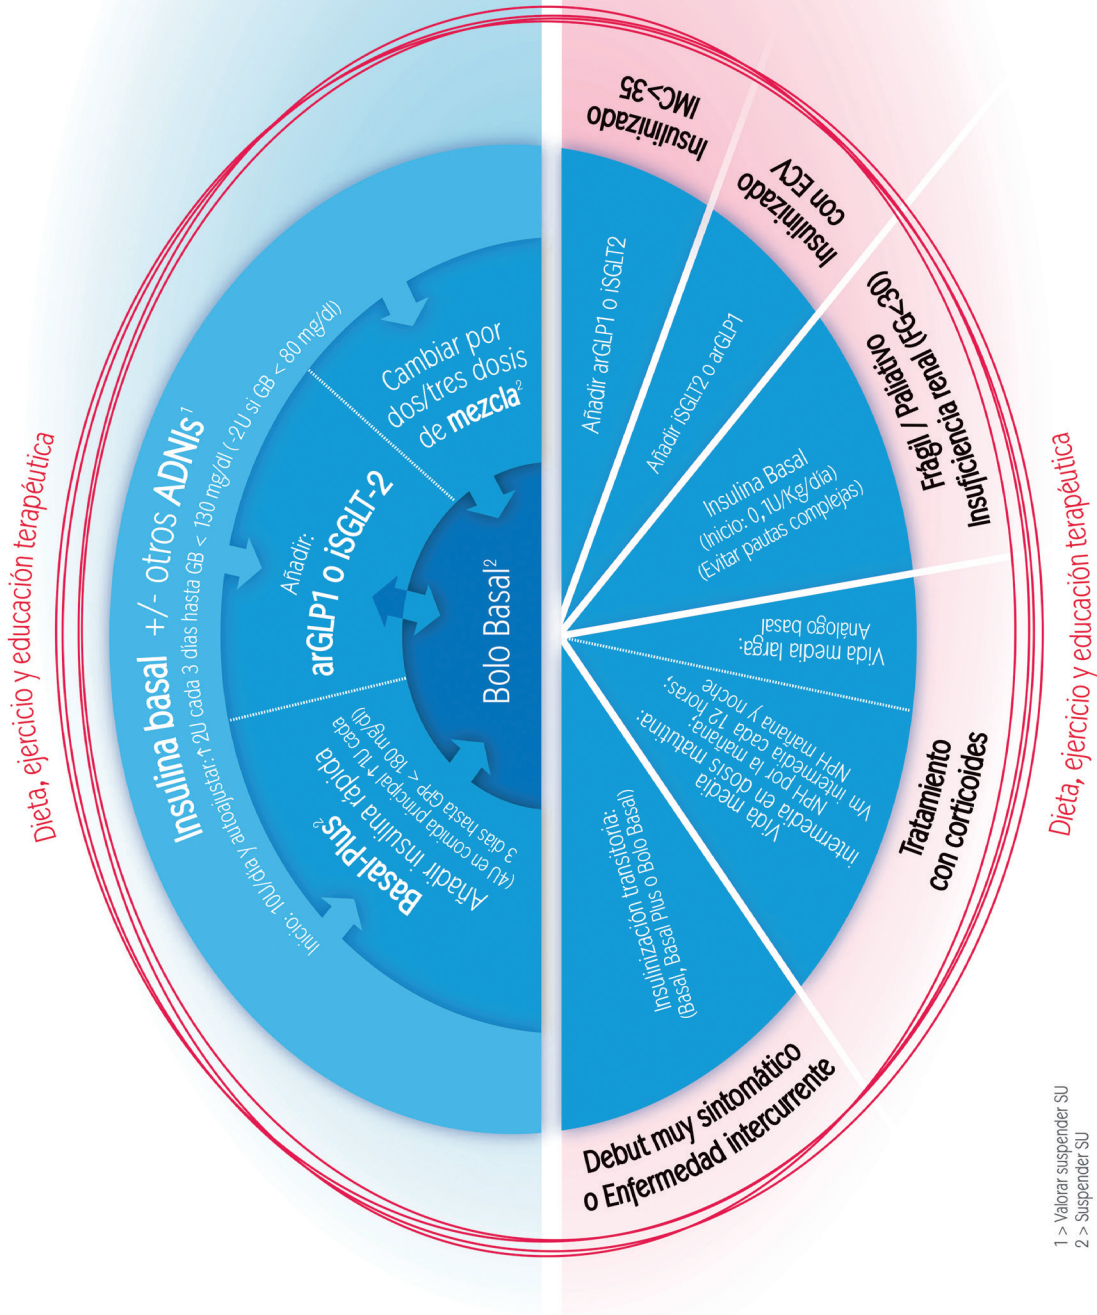 Dieta, ejercicio y educación terapéutica
Insulina basal +/- otros ADNIs¹
Inicio: 10U/día y autoajustar:↑ 2U cada 3 días hasta GB < 130 mg/dl (-2U si GB < 80 mg/dl)
Basal-Plus²
Añadir insulina rápida
(4U en comida principal ↑ 1U cada
3 días hasta GPP < 180 mg/dl)
Añadir:
arGLP1 o iSGLT-2
Cambiar por
dos/tres dosis
de mezcla²
Bolo Basal²
Insulinizado
IMC>35
Añadir arGLP1 o iSGLT2
Insulinizado
con ECV
Añadir iSGLT2 o arGLP1
Frágil / Paliativo
Insuficiencia renal (FG<30)
Insulina Basal
(Inicio: 0,1U/Kg/día)
(Evitar pautas complejas)
Tratamiento
con corticoides
Vida media larga:
Análogo basal
Vida media
intermedia en dosis matutina:
NPH por la mañana;
Vm intermedia cada 12 horas,
NPH mañana y noche
Debut muy sintomático
o Enfermedad intercurrente
Insulinización transitoria:
(Basal, Basal Plus o Bolo Basal)
Dieta, ejercicio y educación terapéutica
1 > Valorar suspender SU
2 > Suspender SU